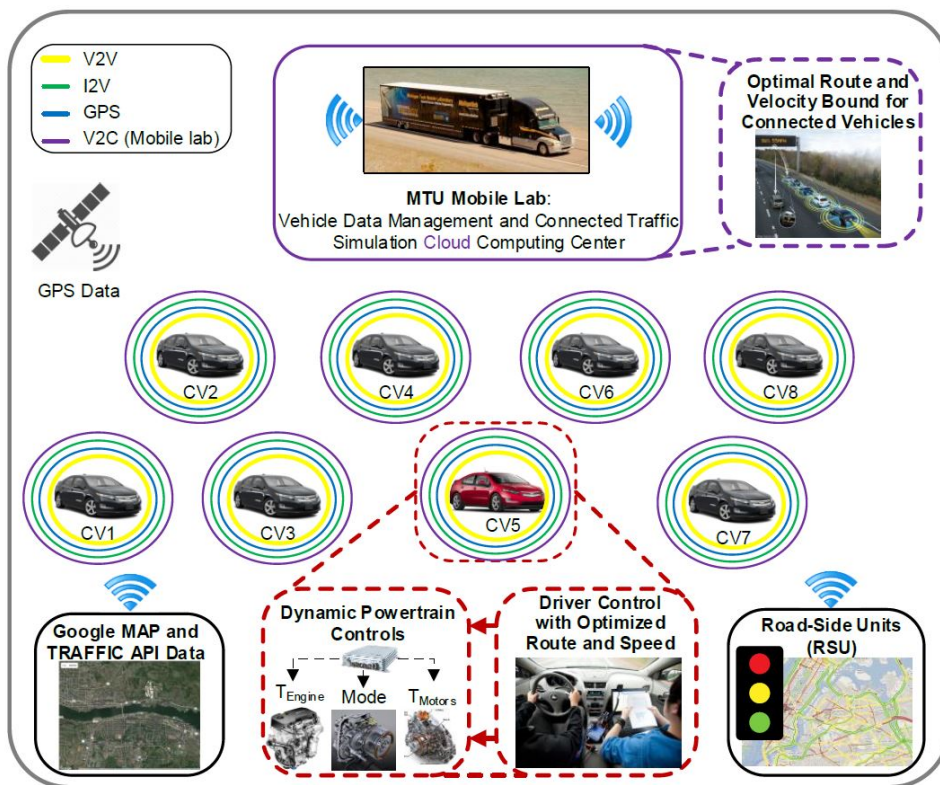 V2V
I2V
GPS
V2C (Mobile lab)
MTU Mobile Lab:
Vehicle Data Management and Connected Traffic
Simulation Cloud Computing Center
Optimal Route and
Velocity Bound for
Connected Vehicles
GPS Data
CV2
CV4
CV6
CV8
CV1
CV3
CV5
CV7
Google MAP and
TRAFFIC API Data
Dynamic Powertrain
Controls
TEngine
Mode
TMotors
Driver Control
with Optimized
Route and Speed
Road-Side Units
(RSU)